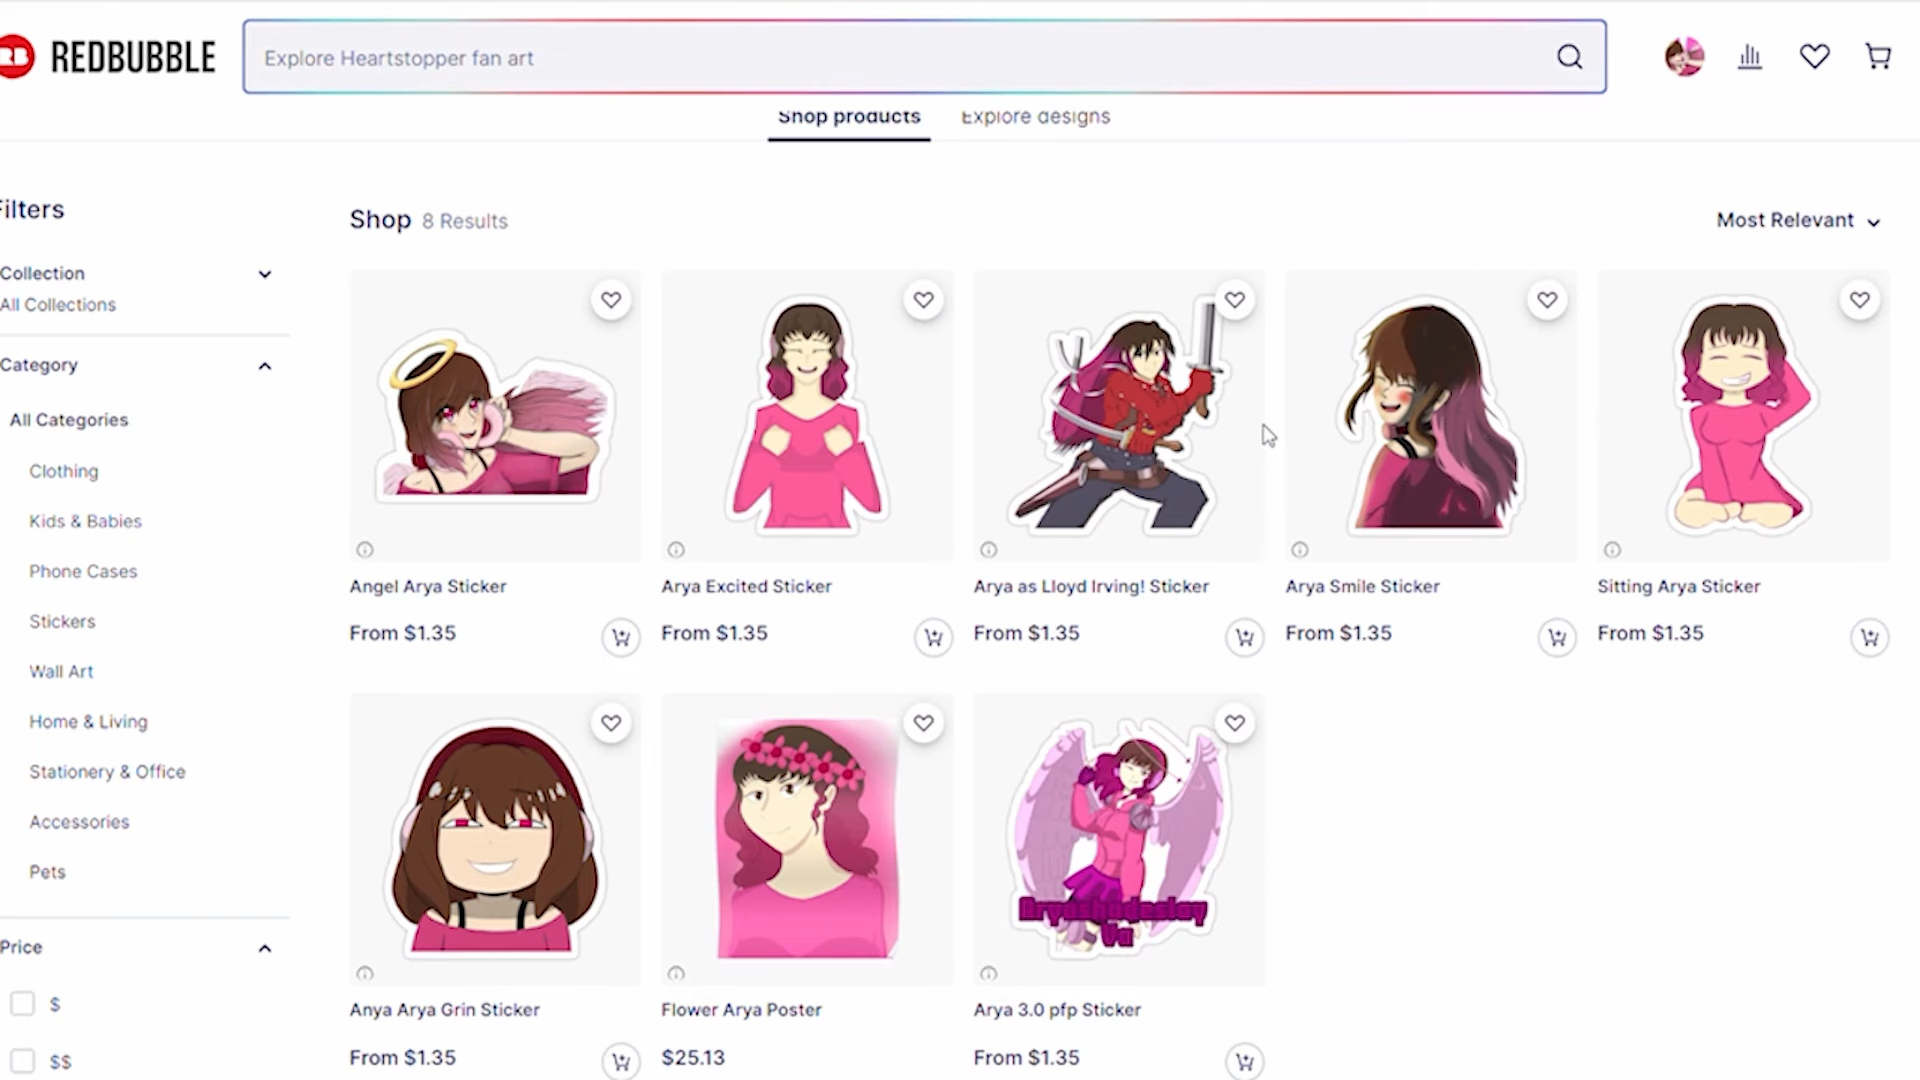 RB REDBUBBLE
Explore Heartstopper fan art
Shop products
Explore designs
Filters
Shop 8 Results
Most Relevant
Collection
All Collections
Category
All Categories
Clothing
Kids & Babies
Phone Cases
Stickers
Wall Art
Home & Living
Stationery & Office
Accessories
Pets
Price
$
$$
Angel Arya Sticker
From $1.35
Arya Excited Sticker
From $1.35
Arya as Lloyd Irving! Sticker
From $1.35
Arya Smile Sticker
From $1.35
Sitting Arya Sticker
From $1.35
Va
Anya Arya Grin Sticker
From $1.35
Flower Arya Poster
$25.13
Arya 3.0 pfp Sticker
From $1.35